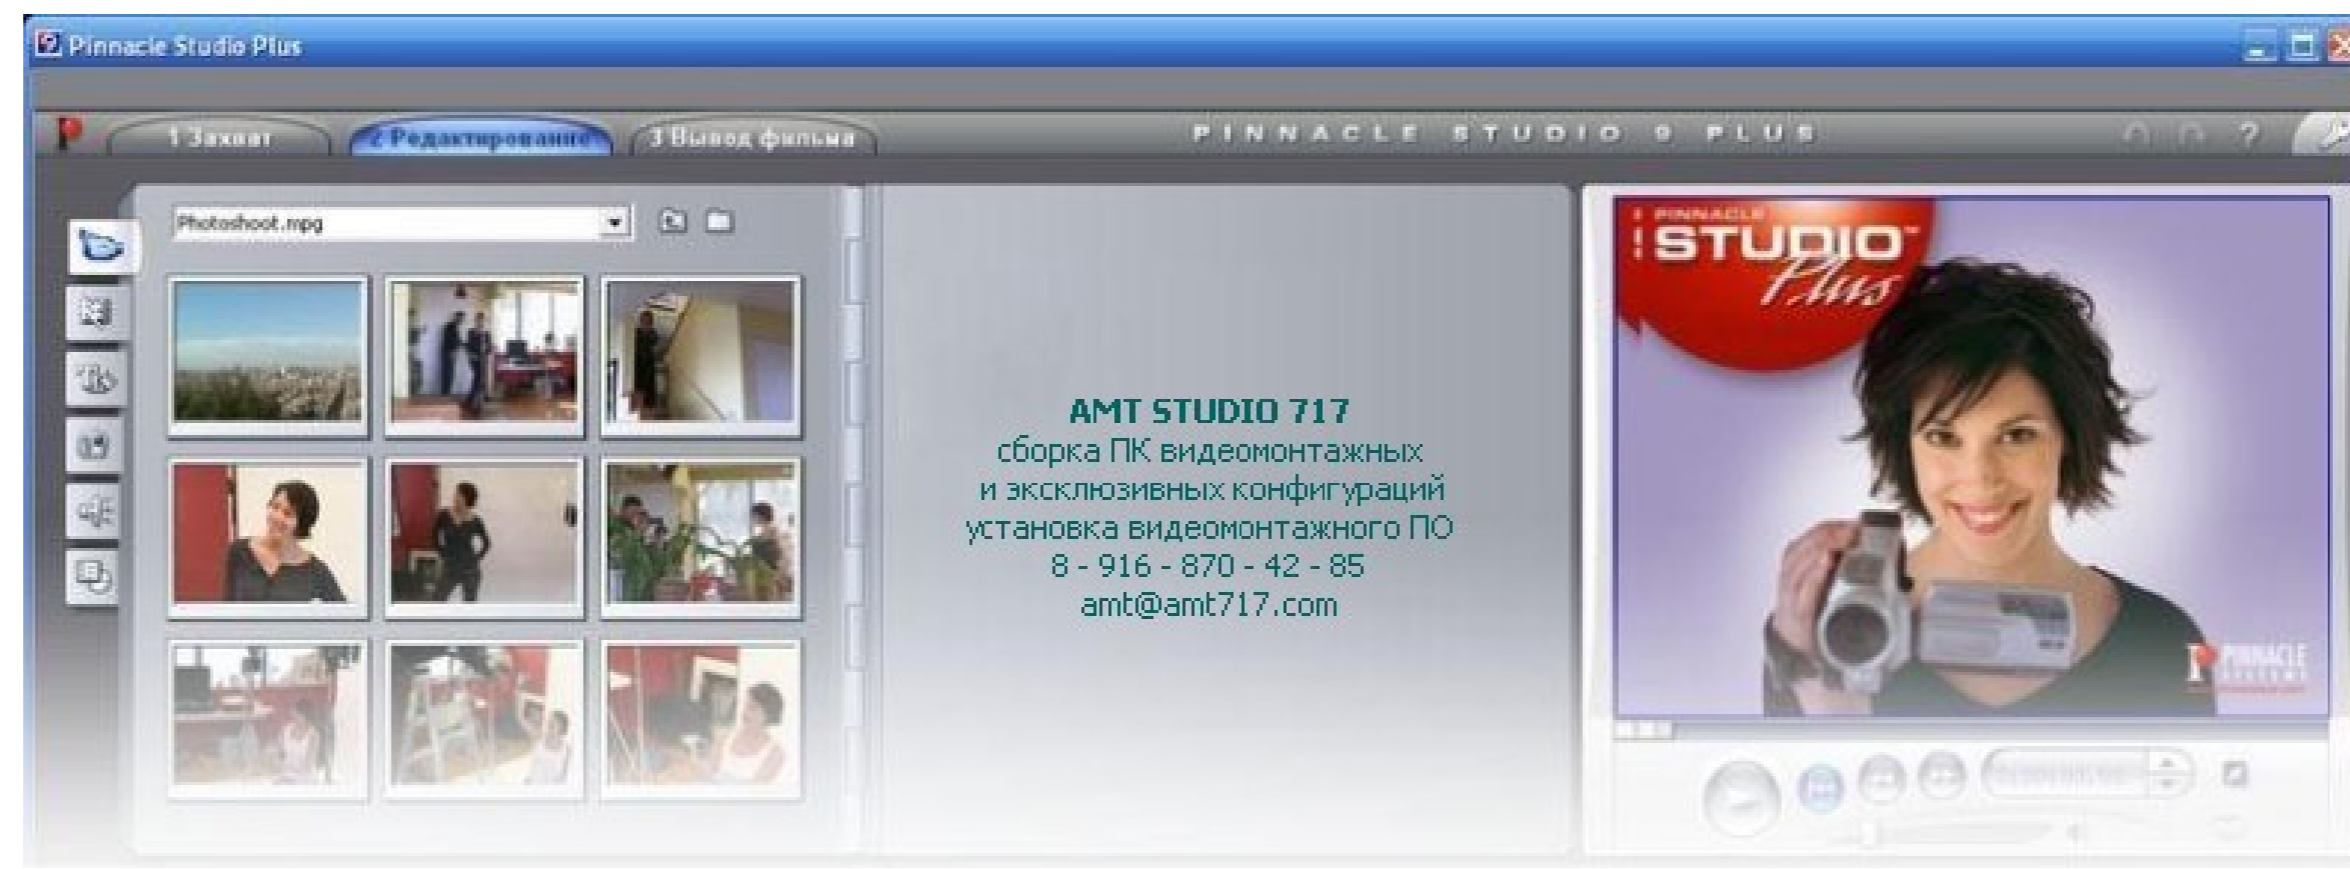 Pinnacle Studio Plus
1 Захват
2 Редактирование
3 Вывод фильма
PINNACLE STUDIO 9 PLUS
?
Photoshoot.mpg
PINNACLE
STUDIO™
Plus
AMT STUDIO 717
сборка ПК видеомонтажных
и эксклюзивных конфигураций
установка видеомонтажного ПО
8 - 916 - 870 - 42 - 85
amt@amt717.com
PINNACLE
SYSTEMS